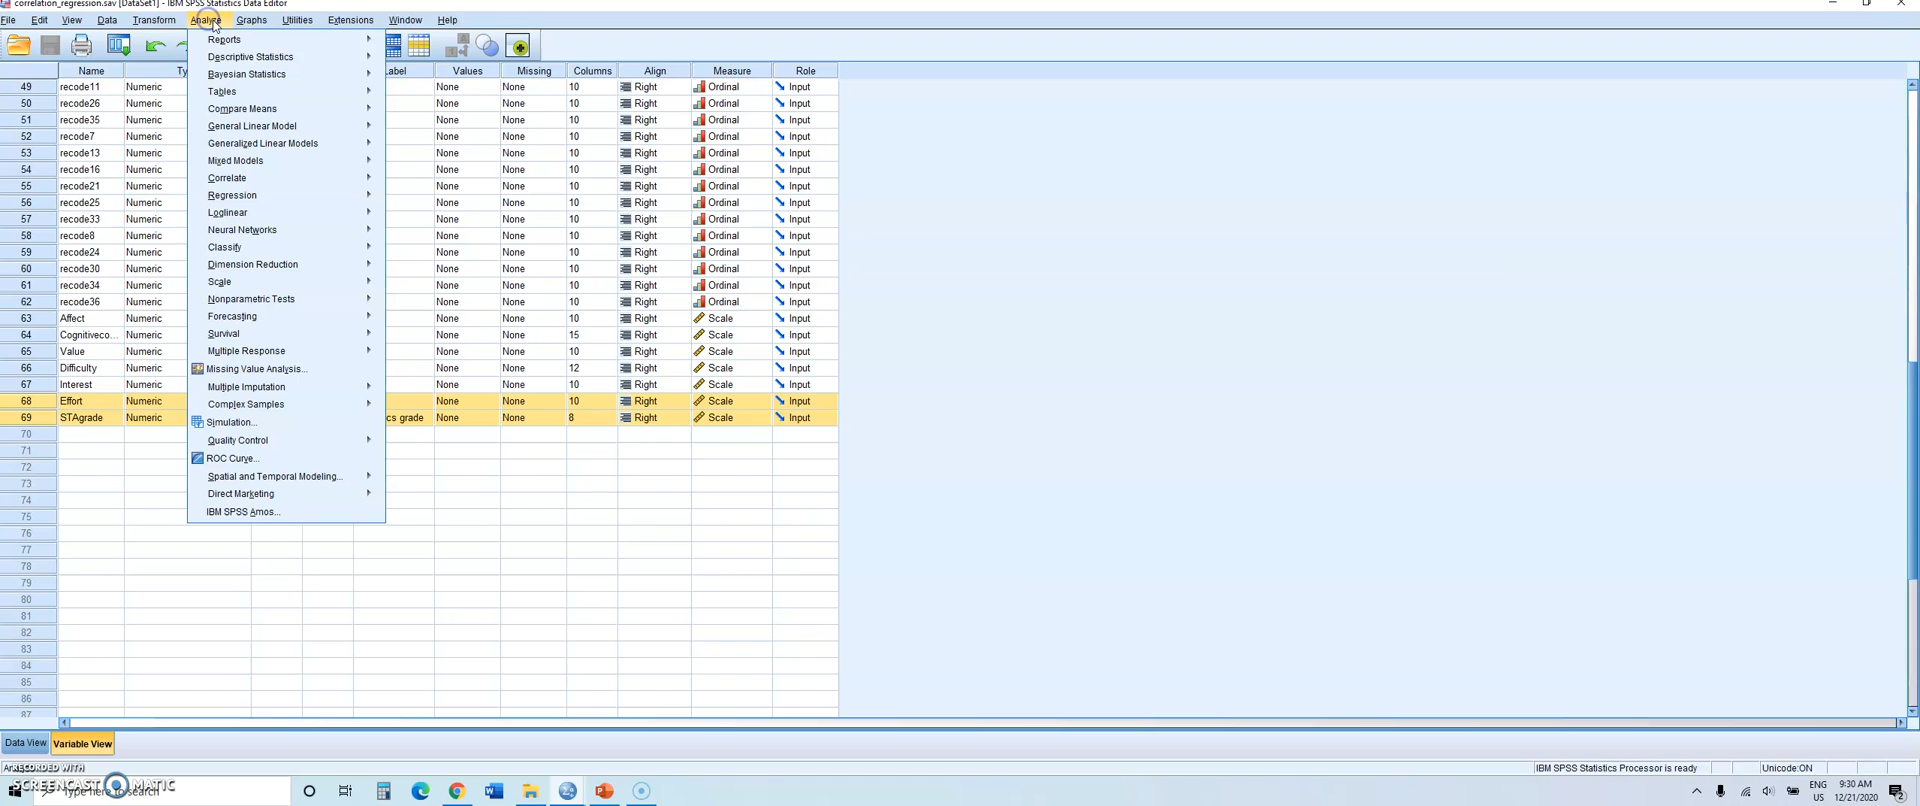 correlation_regression.sav [DataSet1] - IBM SPSS Statistics Data Editor
File Edit View Data Transform Analyze Graphs Utilities Extensions Window Help
Reports
Descriptive Statistics
Bayesian Statistics
Tables
Compare Means
General Linear Model
Generalized Linear Models
Mixed Models
Correlate
Regression
Loglinear
Neural Networks
Classify
Dimension Reduction
Scale
Nonparametric Tests
Forecasting
Survival
Multiple Response
Missing Value Analysis...
Multiple Imputation
Complex Samples
Simulation...
Quality Control
ROC Curve...
Spatial and Temporal Modeling...
Direct Marketing
IBM SPSS Amos...
Name Values Missing Columns Align Measure Role
49 recode11 Numeric None None 10 Right Ordinal Input
50 recode26 Numeric None None 10 Right Ordinal Input
51 recode35 Numeric None None 10 Right Ordinal Input
52 recode7 Numeric None None 10 Right Ordinal Input
53 recode13 Numeric None None 10 Right Ordinal Input
54 recode16 Numeric None None 10 Right Ordinal Input
55 recode21 Numeric None None 10 Right Ordinal Input
56 recode25 Numeric None None 10 Right Ordinal Input
57 recode33 Numeric None None 10 Right Ordinal Input
58 recode8 Numeric None None 10 Right Ordinal Input
59 recode24 Numeric None None 10 Right Ordinal Input
60 recode30 Numeric None None 10 Right Ordinal Input
61 recode34 Numeric None None 10 Right Ordinal Input
62 recode36 Numeric None None 10 Right Ordinal Input
63 Affect Numeric None None 10 Right Scale Input
64 Cognitiveco... Numeric None None 15 Right Scale Input
65 Value Numeric None None 10 Right Scale Input
66 Difficulty Numeric None None 12 Right Scale Input
67 Interest Numeric None None 10 Right Scale Input
68 Effort Numeric None None 10 Right Scale Input
69 STAgrade Numeric cs grade None None 8 Right Scale Input
70
71
72
73
74
75
76
77
78
79
80
81
82
83
84
85
86
87
Data View Variable View
RECORDED WITH
SCREENCAST MATIC
Type here to search
IBM SPSS Statistics Processor is ready Unicode:ON
ENG
US
9:30 AM
12/21/2020
2